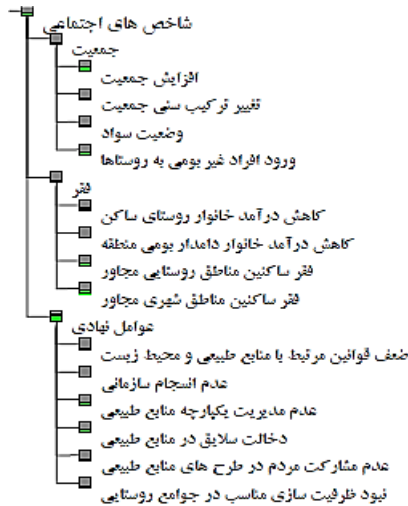 شاخص های اجتماعی
جمعیت
افزایش جمعیت
تغییر ترکیب سنی جمعیت
وضعیت سواد
ورود افراد غیر بومی به روستاها
فقر
کاهش درآمد خانوار روستای ساکن
کاهش درآمد خانوار دامدار بومی منطقه
فقر ساکنین مناطق روستایی مجاور
فقر ساکنین مناطق شهری مجاور
عوامل نهادی
ضعف قوانین مرتبط با منابع طبیعی و محیط زیست
عدم انسجام سازمانی
عدم مدیریت یکپارچه منابع طبیعی
دخالت سلایق در منابع طبیعی
عدم مشارکت مردم در طرح های منابع طبیعی
نبود ظرفیت سازی مناسب در جوامع روستایی